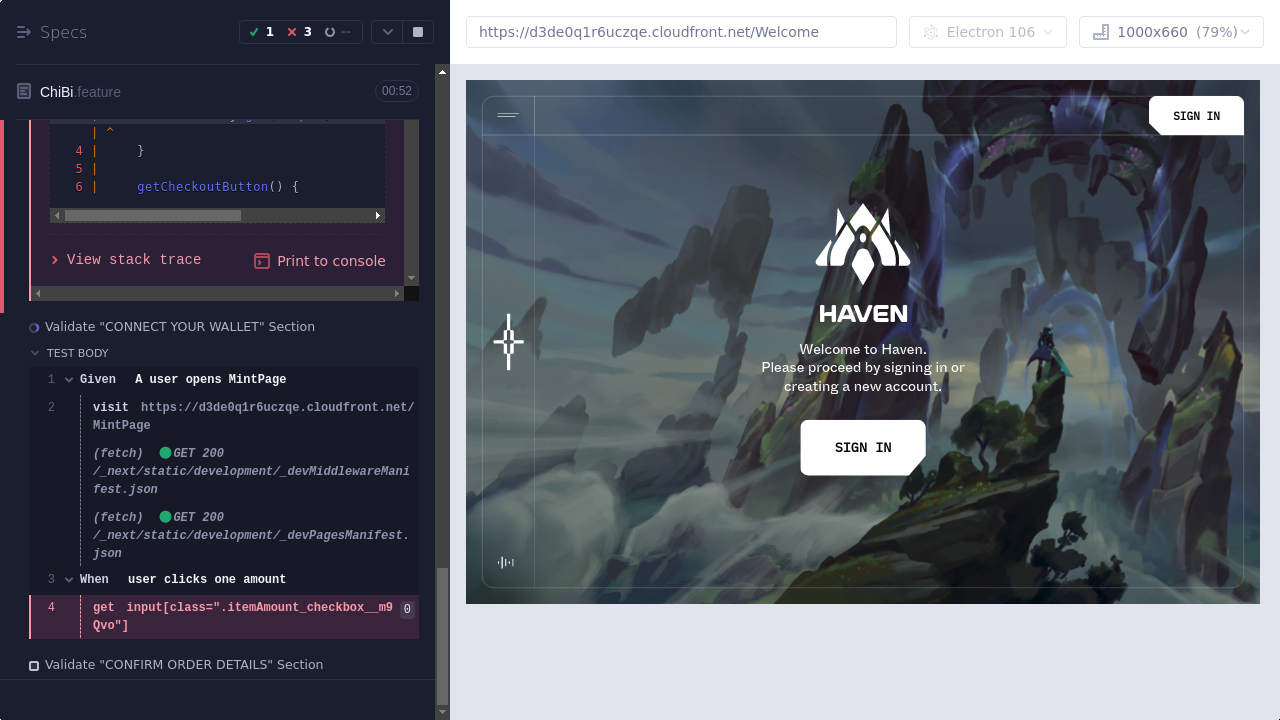 Specs
1
3
--
ChiBi.feature
00:52
| ^
4 | }
5 |
6 | getCheckoutButton() {
View stack trace
Print to console
Validate "CONNECT YOUR WALLET" Section
TEST BODY
1 Given A user opens MintPage
2 visit https://d3de0q1r6uczqe.cloudfront.net/
MintPage
(fetch) GET 200
/_next/static/development/_devMiddlewareMani
fest.json
(fetch) GET 200
/_next/static/development/_devPagesManifest.
json
3 When user clicks one amount
4 get input[class=".itemAmount_checkbox__m9 0
Qvo"]
Validate "CONFIRM ORDER DETAILS" Section
https://d3de0q1r6uczqe.cloudfront.net/Welcome
Electron 106
1000x660 (79%)
SIGN IN
HAVEN
Welcome to Haven.
Please proceed by signing in or
creating a new account.
SIGN IN